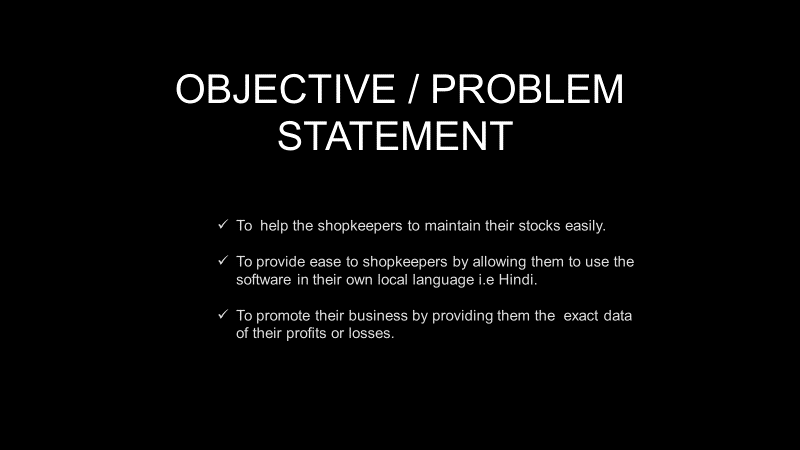 OBJECTIVE / PROBLEM
STATEMENT
✓ To  help the shopkeepers to maintain their stocks easily.
✓ To provide ease to shopkeepers by allowing them to use the
software in their own local language i.e Hindi.
✓ To promote their business by providing them the  exact data
of their profits or losses.